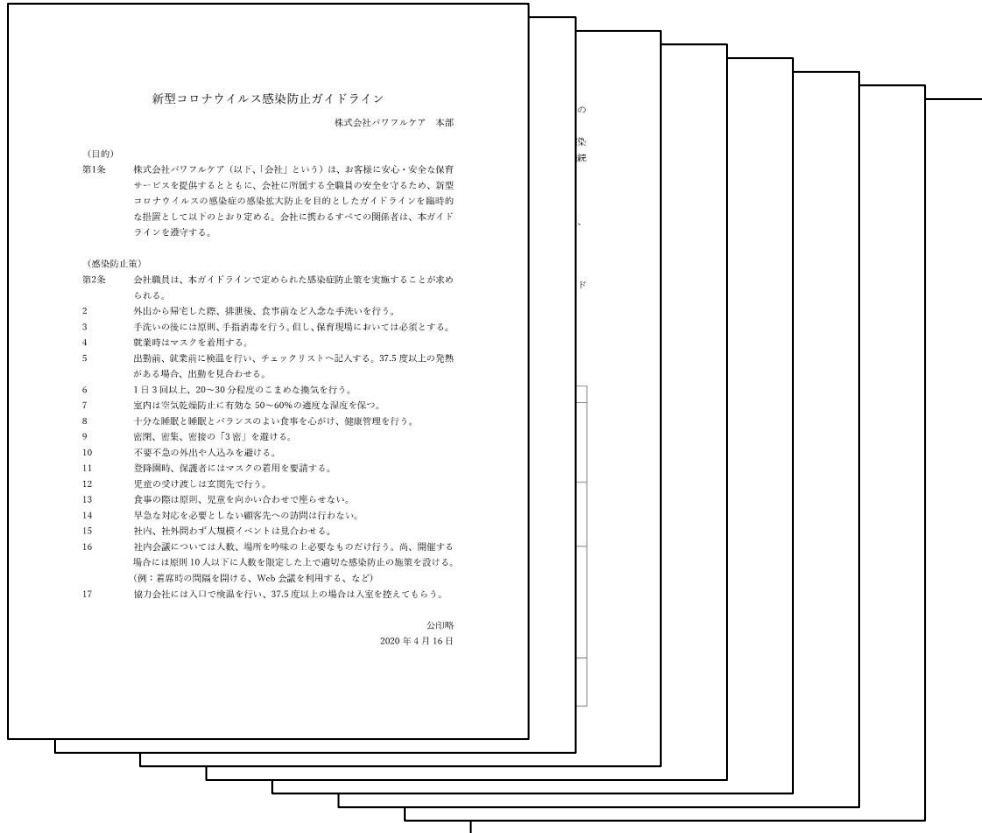 新型コロナウイルス感染防止ガイドライン
株式会社パワフルケア　本部
（目的）
第1条　株式会社パワフルケア（以下、「会社」という）は、お客様に安心・安全な保育
サービスを提供するとともに、会社に所属する全職員の安全を守るため、新型
コロナウイルスの感染症の感染拡大防止を目的としたガイドラインを臨時的
な措置として以下のとおり定める。会社に携わるすべての関係者は、本ガイド
ラインを遵守する。
（感染防止策）
第2条　会社職員は、本ガイドラインで定められた感染症防止策を実施することが求め
られる。
2　外出から帰宅した際、排泄後、食事前など入念な手洗いを行う。
3　手洗いの後には原則、手指消毒を行う。但し、保育現場においては必須とする。
4　就業時はマスクを着用する。
5　出勤前、就業前に検温を行い、チェックリストへ記入する。37.5 度以上の発熱
がある場合、出勤を見合わせる。
6　1 日 3 回以上、20～30 分程度のこまめな換気を行う。
7　室内は空気乾燥防止に有効な 50～60%の適度な湿度を保つ。
8　十分な睡眠と睡眠とバランスのよい食事を心がけ、健康管理を行う。
9　密閉、密集、密接の「3 密」を避ける。
10　不要不急の外出や人込みを避ける。
11　登降園時、保護者にはマスクの着用を要請する。
12　児童の受け渡しは玄関先で行う。
13　食事の際は原則、児童を向かい合わせで座らせない。
14　早急な対応を必要としない顧客先への訪問は行わない。
15　社内、社外問わず大規模イベントは見合わせる。
16　社内会議については人数、場所を吟味の上必要なものだけ行う。尚、開催する
場合には原則 10 人以下に人数を限定した上で適切な感染防止の施策を設ける。
(例：着席時の間隔を開ける、Web 会議を利用する、など)
17　協力会社には入口で検温を行い、37.5 度以上の場合は入室を控えてもらう。
公印略
2020 年 4 月 16 日
の
染
、
ド